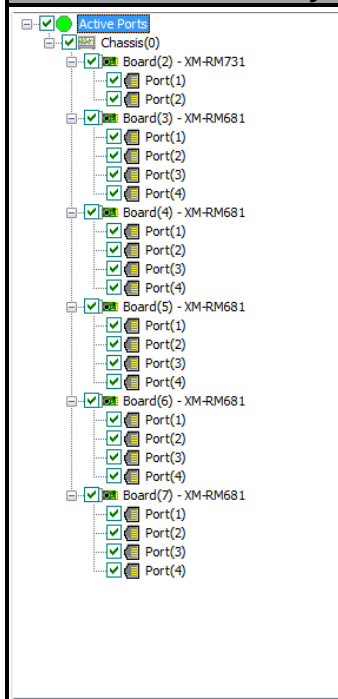 Active Ports
Chassis(0)
Board(2) - XM-RM731
Port(1)
Port(2)
Board(3) - XM-RM681
Port(1)
Port(2)
Port(3)
Port(4)
Board(4) - XM-RM681
Port(1)
Port(2)
Port(3)
Port(4)
Board(5) - XM-RM681
Port(1)
Port(2)
Port(3)
Port(4)
Board(6) - XM-RM681
Port(1)
Port(2)
Port(3)
Port(4)
Board(7) - XM-RM681
Port(1)
Port(2)
Port(3)
Port(4)